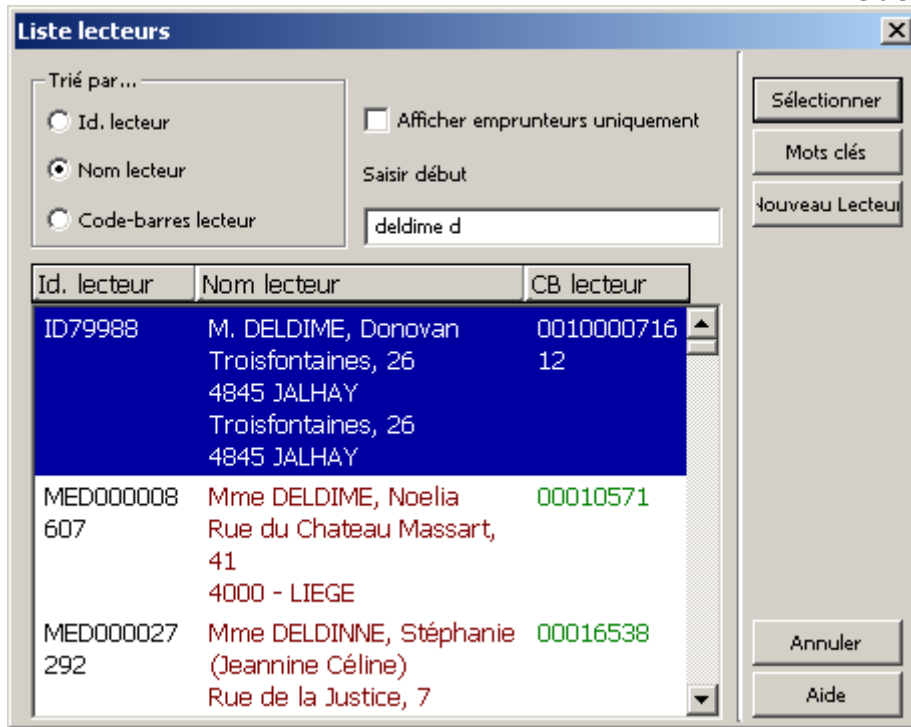 Liste lecteurs
Trié par...
Id. lecteur
Nom lecteur
Code-barres lecteur
Afficher emprunteurs uniquement
Saisir début
deldime d
Sélectionner
Mots clés
Nouveau Lecteur
Id. lecteur Nom lecteur CB lecteur
ID79988 M. DELDIME, Donovan 0010000716
Troisfontaines, 26 12
4845 JALHAY
Troisfontaines, 26
4845 JALHAY
MED000008 Mme DELDIME, Noelia 00010571
607 Rue du Chateau Massart,
41
4000 - LIEGE
MED000027 Mme DELDINNE, Stéphanie 00016538
292 (Jeannine Céline)
Rue de la Justice, 7
Annuler
Aide